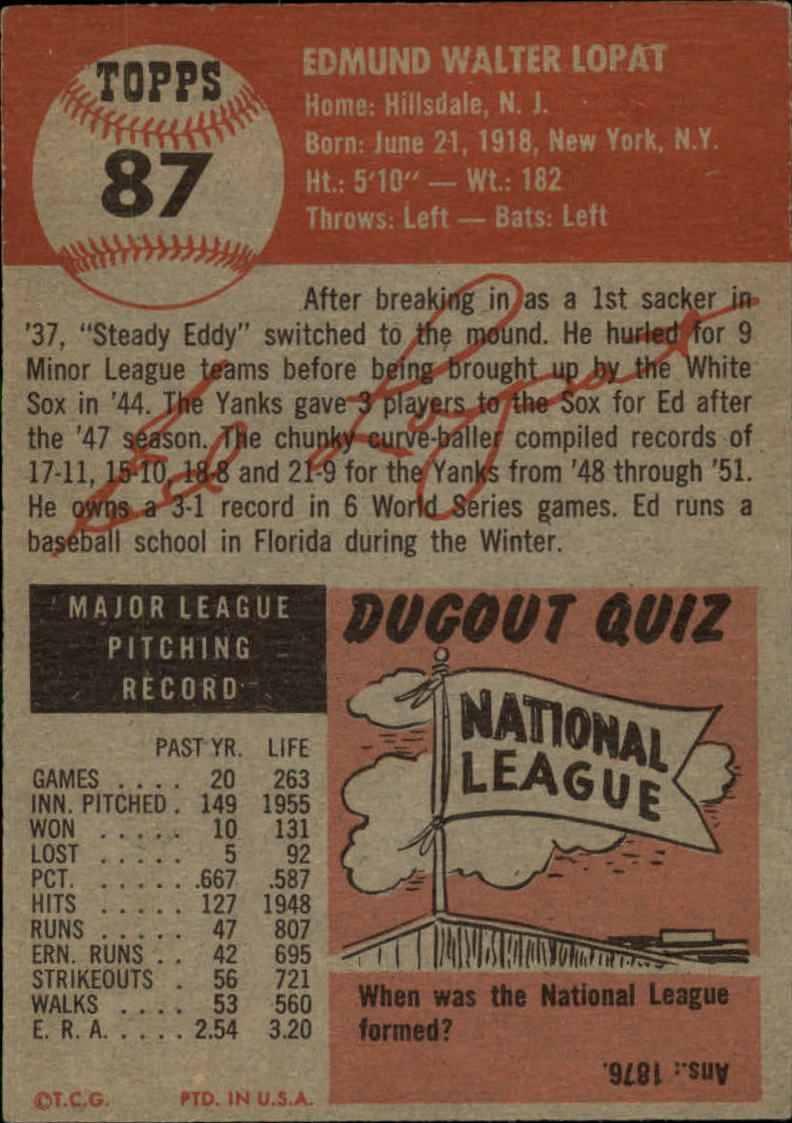 TOPPS
87
EDMUND WALTER LOPAT
Home: Hillsdale, N. J.
Born: June 21, 1918, New York, N.Y.
Ht.: 5'10" — Wt.: 182
Throws: Left — Bats: Left
After breaking in as a 1st sacker in
'37, "Steady Eddy" switched to the mound. He hurled for 9
Minor League teams before being brought up by the White
Sox in '44. The Yanks gave 3 players to the Sox for Ed after
the '47 season. The chunky curve-baller compiled records of
17-11, 15-10, 18-8 and 21-9 for the Yanks from '48 through '51.
He owns a 3-1 record in 6 World Series games. Ed runs a
baseball school in Florida during the Winter.
Ed Lopat
MAJOR LEAGUE
PITCHING
RECORD
PAST YR. LIFE
GAMES . . . . 20 263
INN. PITCHED . 149 1955
WON . . . . . 10 131
LOST . . . . . 5 92
PCT. . . . . . .667 .587
HITS . . . . . 127 1948
RUNS . . . . . 47 807
ERN. RUNS . . 42 695
STRIKEOUTS . 56 721
WALKS . . . . 53 560
E. R. A. . . . . 2.54 3.20
©T.C.G. PTD. IN U.S.A.
DUGOUT QUIZ
NATIONAL
LEAGUE
When was the National League
formed?
Ans.: 1876.